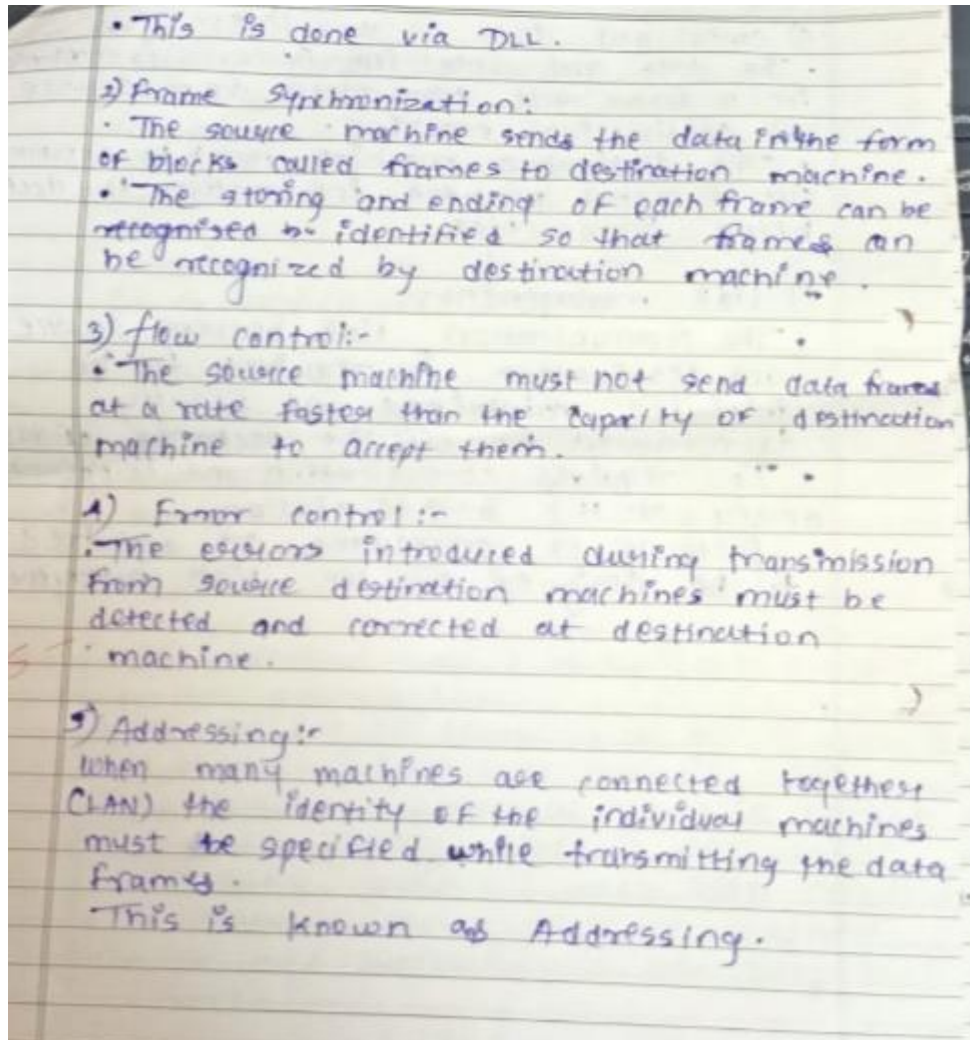 • This is done via DLL.
2) Frame Synchronization:
• The source machine sends the data in the form
of blocks called frames to destination machine.
• The staring and ending of each frame can be
identified so that frames can
be recognized by destination machine.
3) flow control:-
• The source machine must not send data frames
at a rate faster than the capacity of destination
machine to accept them.
4) Error control:-
• The errors introduced during transmission
from source destination machines must be
detected and corrected at destination
machine.
5) Addressing:-
When many machines are connected together
(LAN) the identity of the individual machines
must be specified while transmitting the data
frames.
This is known as Addressing.